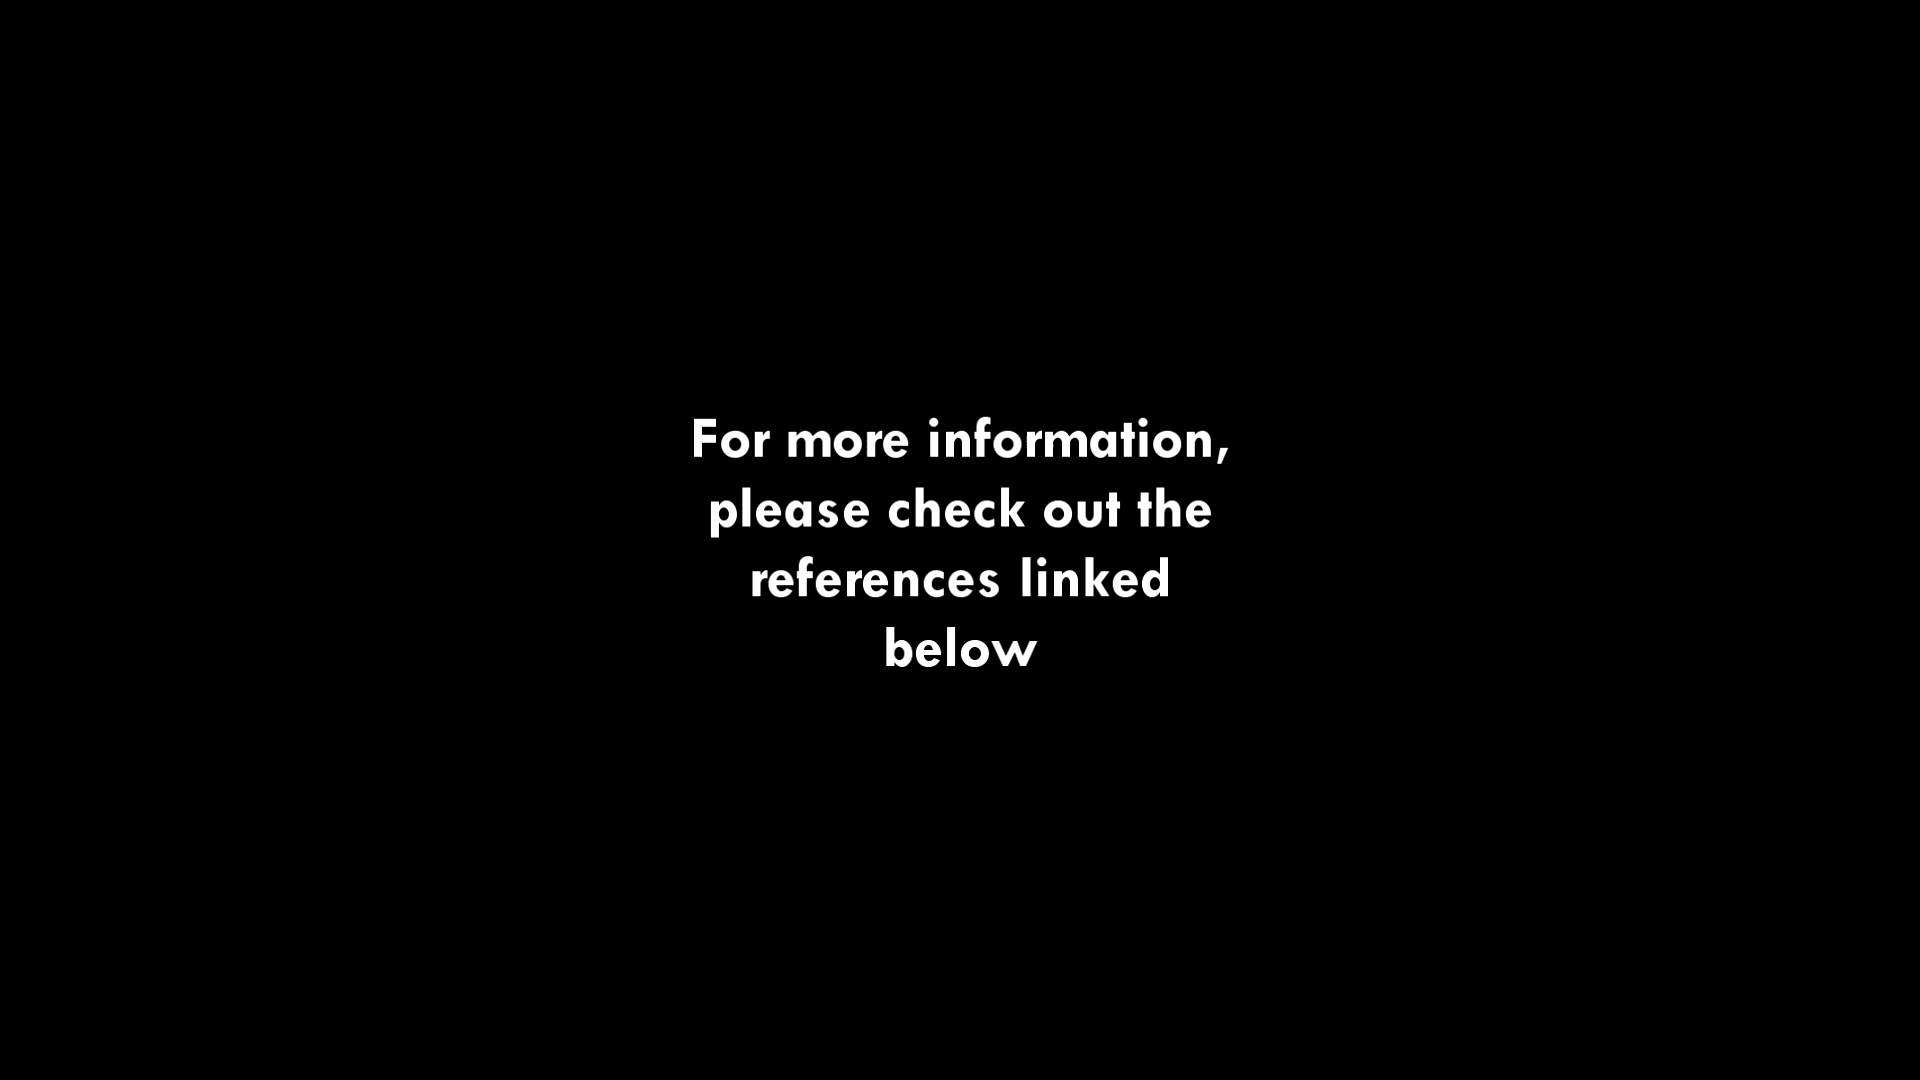 For more information,
please check out the
references linked
below